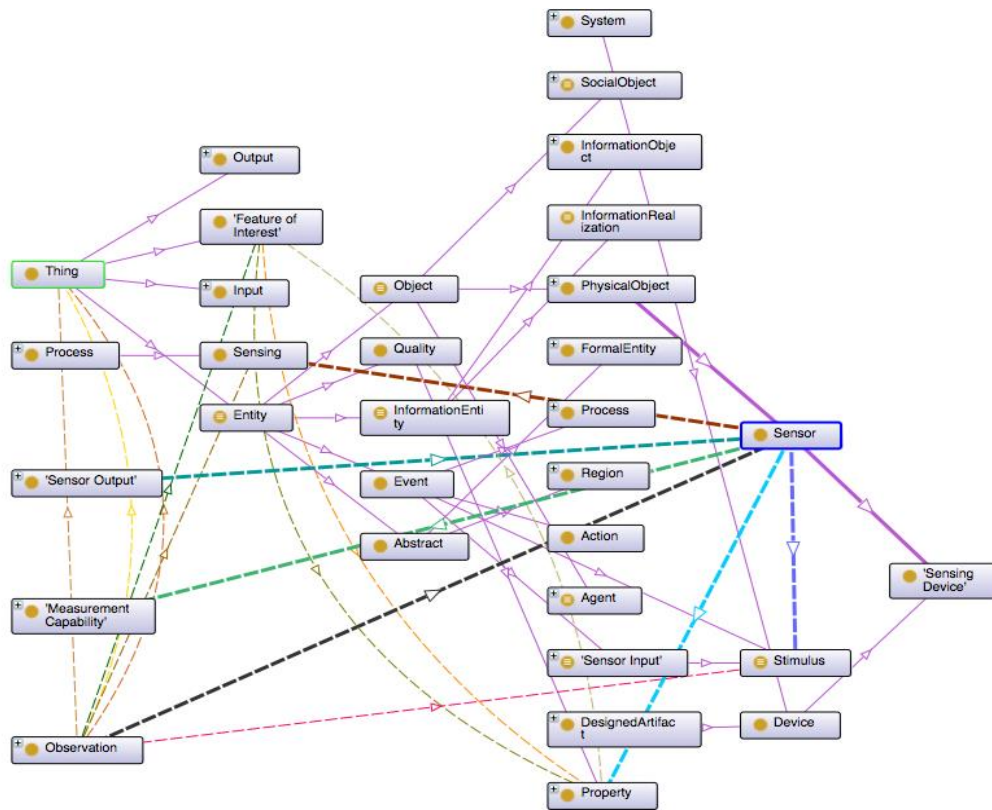 System
SocialObject
InformationObje
ct
Output
'Feature of
Interest'
InformationReal
ization
Thing
Input
Object
PhysicalObject
Process
Sensing
Quality
FormalEntity
Entity
InformationEnti
ty
Process
Sensor
'Sensor Output'
Event
Region
Abstract
Action
'Sensing
Device'
'Measurement
Capability'
Agent
'Sensor Input'
Stimulus
Observation
DesignedArtifac
t
Device
Property